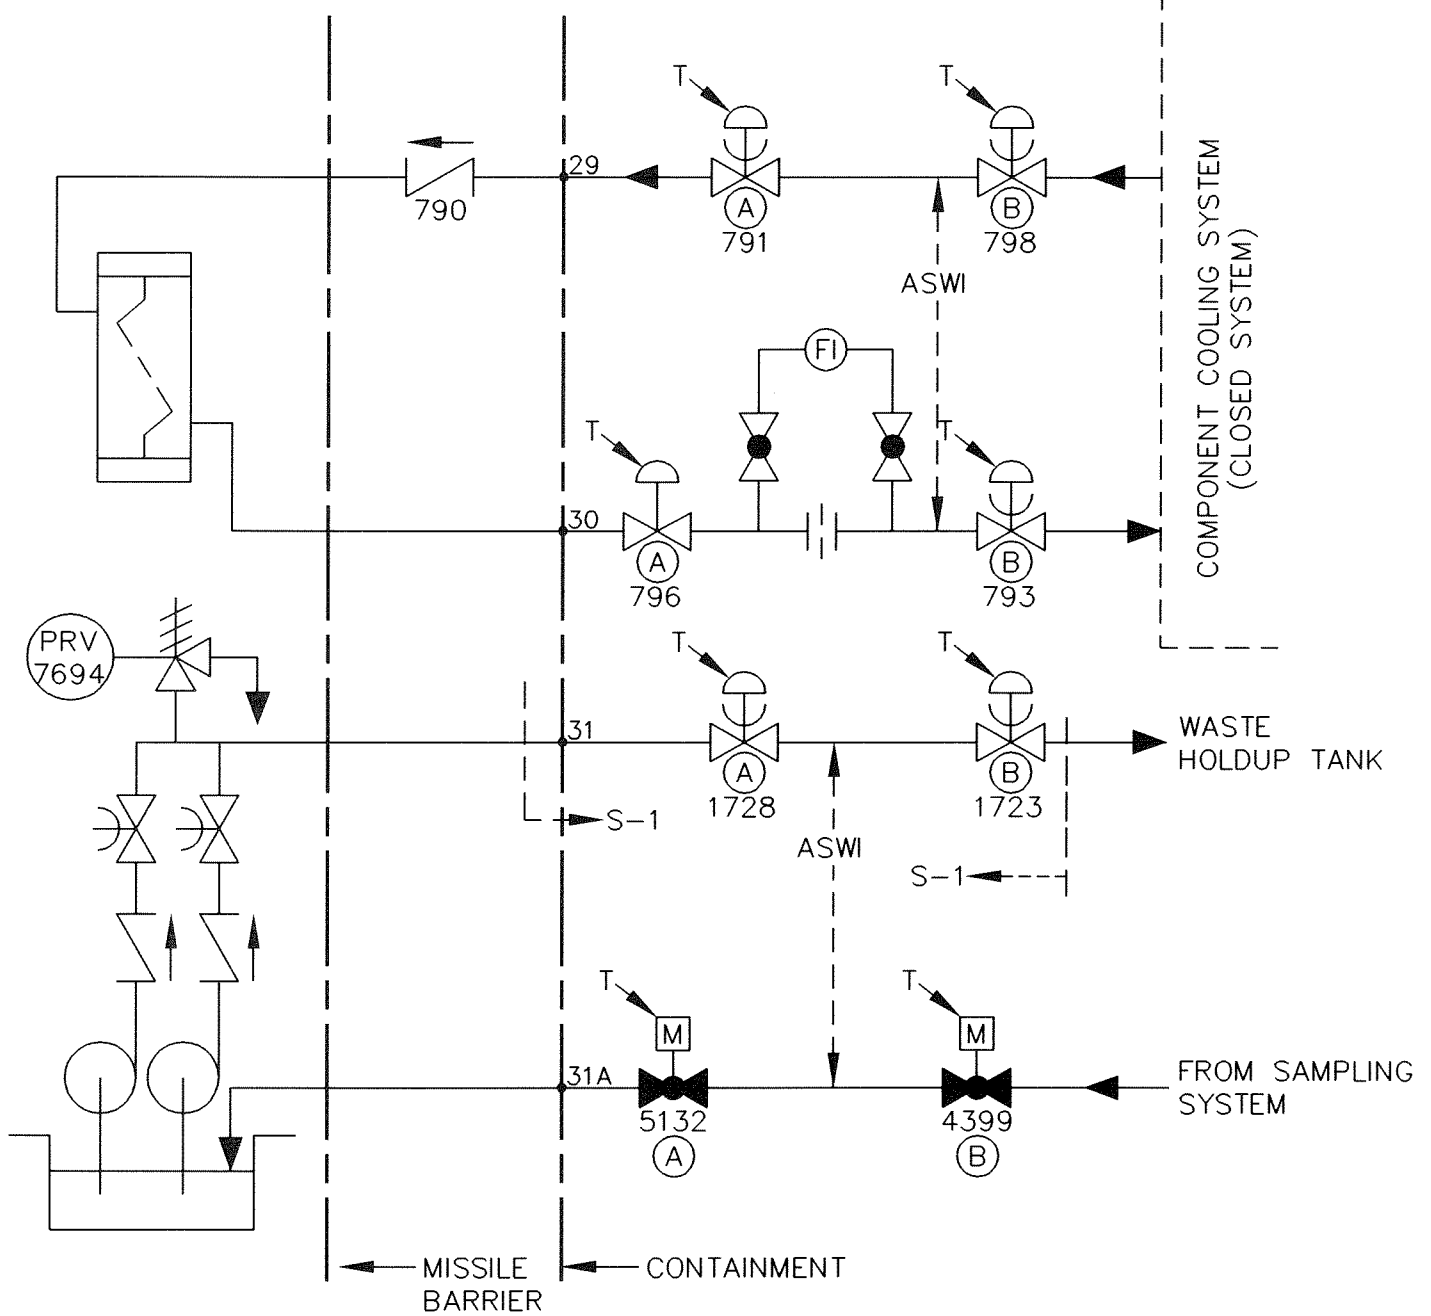 T
T
29
790
A
791
B
798
ASWI
COMPONENT COOLING SYSTEM
(CLOSED SYSTEM)
FI
T
T
30
A
796
B
793
PRV
7694
T
T
31
A
1728
B
1723
WASTE
HOLDUP TANK
S-1
ASWI
S-1
T
T
M
M
31A
5132
A
4399
B
FROM SAMPLING
SYSTEM
MISSILE
BARRIER
CONTAINMENT